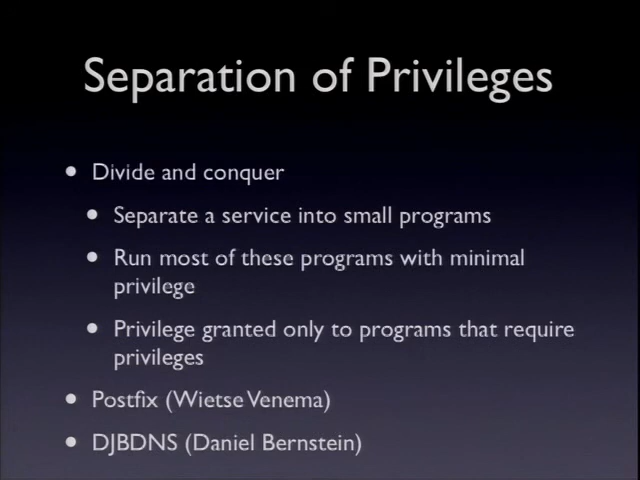 Separation of Privileges
• Divide and conquer
• Separate a service into small programs
• Run most of these programs with minimal
privilege
• Privilege granted only to programs that require
privileges
• Postfix (Wietse Venema)
• DJBDNS (Daniel Bernstein)